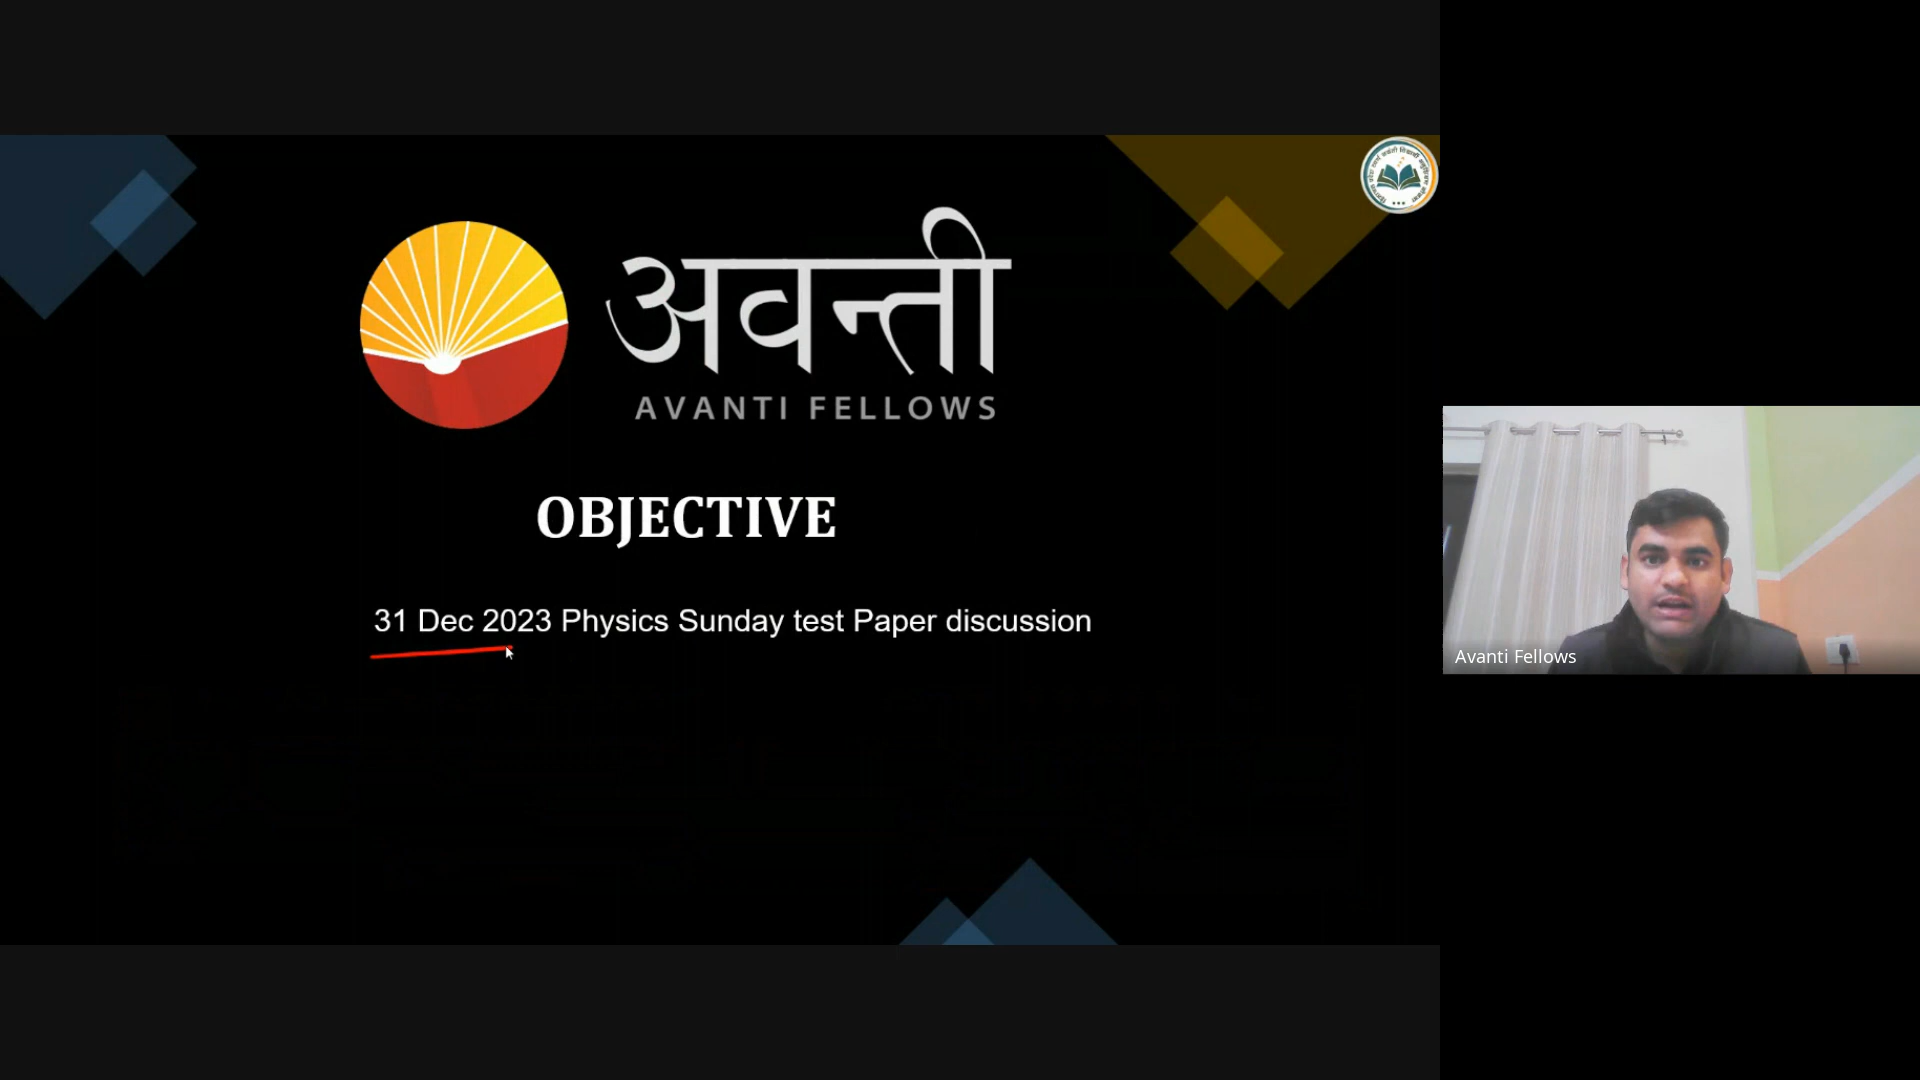 अवन्ती
AVANTI FELLOWS
OBJECTIVE
31 Dec 2023 Physics Sunday test Paper discussion
Avanti Fellows